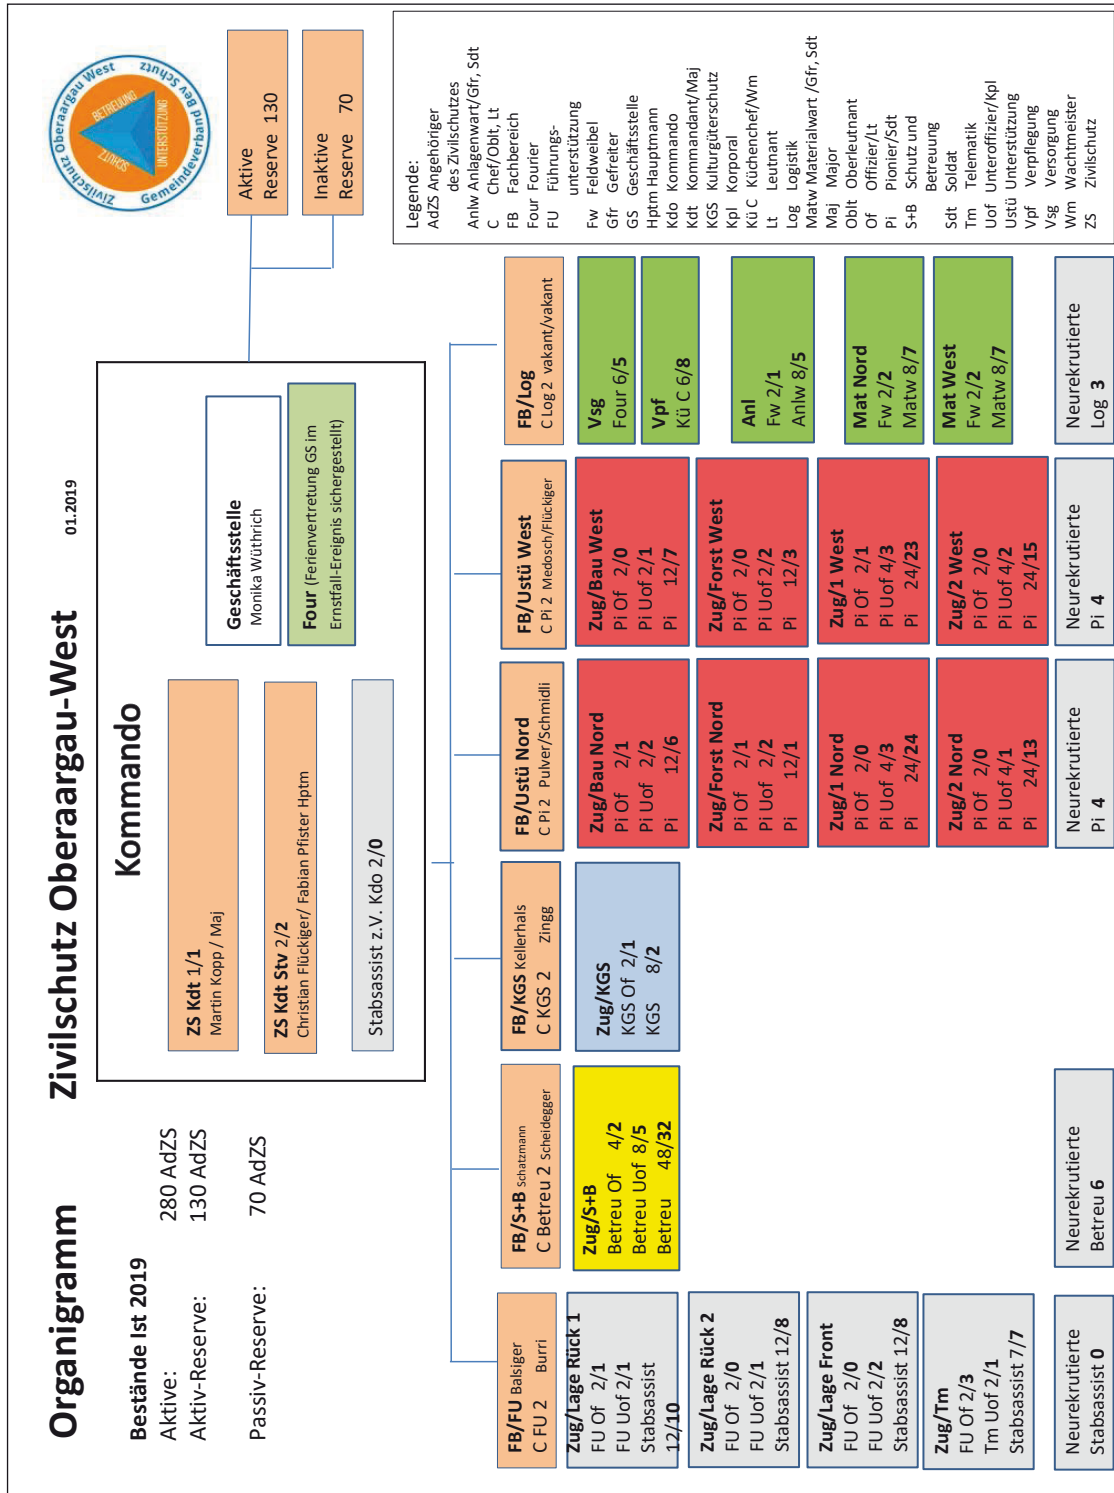 Organigramm
Zivilschutz Oberaargau-West
01.2019
Bestände Ist 2019
Aktive: 280 AdZS
Aktiv-Reserve: 130 AdZS
Passiv-Reserve: 70 AdZS
Kommando
ZS Kdt 1/1
Martin Kopp / Maj
ZS Kdt Stv 2/2
Christian Flückiger/ Fabian Pfister Hptm
Stabsassist z.V. Kdo 2/0
Geschäftsstelle
Monika Wüthrich
Four (Ferienvertretung GS im
Ernstfall-Ereignis sichergestellt)
Zivilschutz Oberaargau West
Gemeindeverband Bev Schutz
SCHUTZ
BETREUUNG
UNTERSTÜTZUNG
Aktive
Reserve 130
Inaktive
Reserve 70
FB/FU Balsiger
C FU 2 Burri
Zug/Lage Rück 1
FU Of 2/1
FU Uof 2/1
Stabsassist
12/10
Zug/Lage Rück 2
FU Of 2/0
FU Uof 2/1
Stabsassist 12/8
Zug/Lage Front
FU Of 2/0
FU Uof 2/2
Stabsassist 12/8
Zug/Tm
FU Of 2/3
Tm Uof 2/1
Stabsassist 7/7
Neurekrutierte
Stabsassist 0
FB/S+B Schatzmann
C Betreu 2 Scheidegger
Zug/S+B
Betreu Of 4/2
Betreu Uof 8/5
Betreu 48/32
Neurekrutierte
Betreu 6
FB/KGS Kellerhals
C KGS 2 Zingg
Zug/KGS
KGS Of 2/1
KGS 8/2
FB/Ustü Nord
C Pi 2 Pulver/Schmidli
Zug/Bau Nord
Pi Of 2/1
Pi Uof 2/2
Pi 12/6
Zug/Forst Nord
Pi Of 2/1
Pi Uof 2/2
Pi 12/1
Zug/1 Nord
Pi Of 2/0
Pi Uof 4/3
Pi 24/24
Zug/2 Nord
Pi Of 2/0
Pi Uof 4/1
Pi 24/13
Neurekrutierte
Pi 4
FB/Ustü West
C Pi 2 Medosch/Flückiger
Zug/Bau West
Pi Of 2/0
Pi Uof 2/1
Pi 12/7
Zug/Forst West
Pi Of 2/0
Pi Uof 2/2
Pi 12/3
Zug/1 West
Pi Of 2/1
Pi Uof 4/3
Pi 24/23
Zug/2 West
Pi Of 2/0
Pi Uof 4/2
Pi 24/15
Neurekrutierte
Pi 4
FB/Log
C Log 2 vakant/vakant
Vsg
Four 6/5
Vpf
Kü C 6/8
Anl
Fw 2/1
Anlw 8/5
Mat Nord
Fw 2/2
Matw 8/7
Mat West
Fw 2/2
Matw 8/7
Neurekrutierte
Log 3
Legende:
AdZS Angehöriger
des Zivilschutzes
Anlw Anlagenwart/Gfr, Sdt
C Chef/Oblt, Lt
FB Fachbereich
Four Fourier
FU Führungs-
unterstützung
Fw Feldweibel
Gfr Gefreiter
GS Geschäftsstelle
Hptm Hauptmann
Kdo Kommando
Kdt Kommandant/Maj
KGS Kulturgüterschutz
Kpl Korporal
Kü C Küchenchef/Wm
Lt Leutnant
Log Logistik
Matw Materialwart /Gfr, Sdt
Maj Major
Oblt Oberleutnant
Of Offizier/Lt
Pi Pionier/Sdt
S+B Schutz und
Betreuung
Sdt Soldat
Tm Telematik
Uof Unteroffizier/Kpl
Ustü Unterstützung
Vpf Verpflegung
Vsg Versorgung
Wm Wachtmeister
ZS Zivilschutz